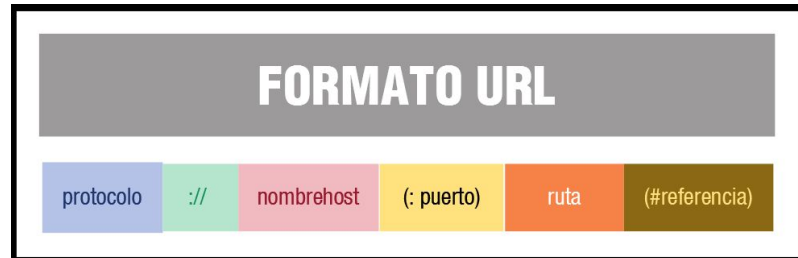 FORMATO URL
protocolo :// nombrehost (: puerto) ruta (#referencia)